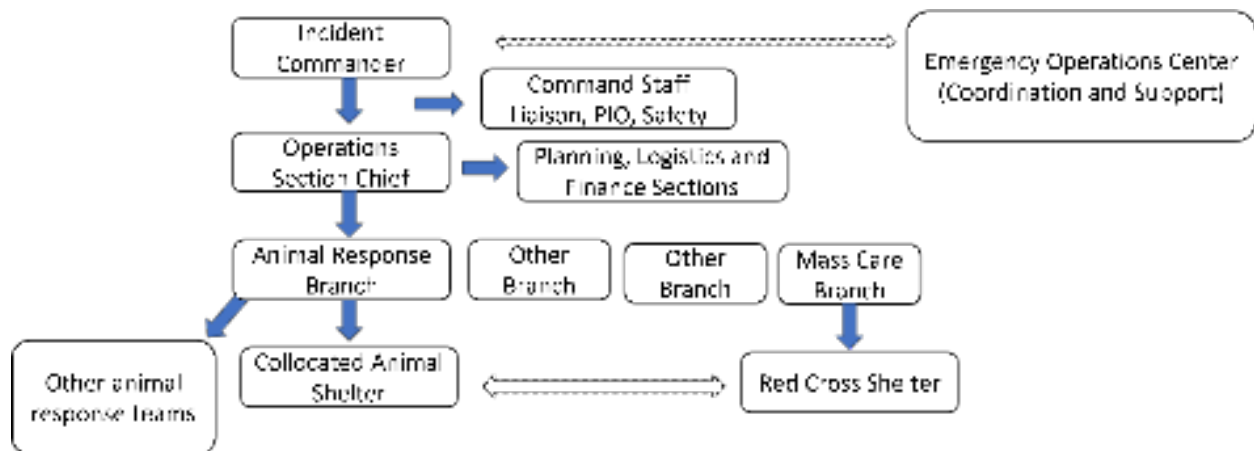 Incident
Commander
Emergency Operations Center
(Coordination and Support)
Command Staff
Liaison, PIO, Safety
Operations
Section Chief
Planning, Logistics and
Finance Sections
Animal Response
Branch
Other
Branch
Other
Branch
Mass Care
Branch
Other animal
response teams
Collocated Animal
Shelter
Red Cross Shelter